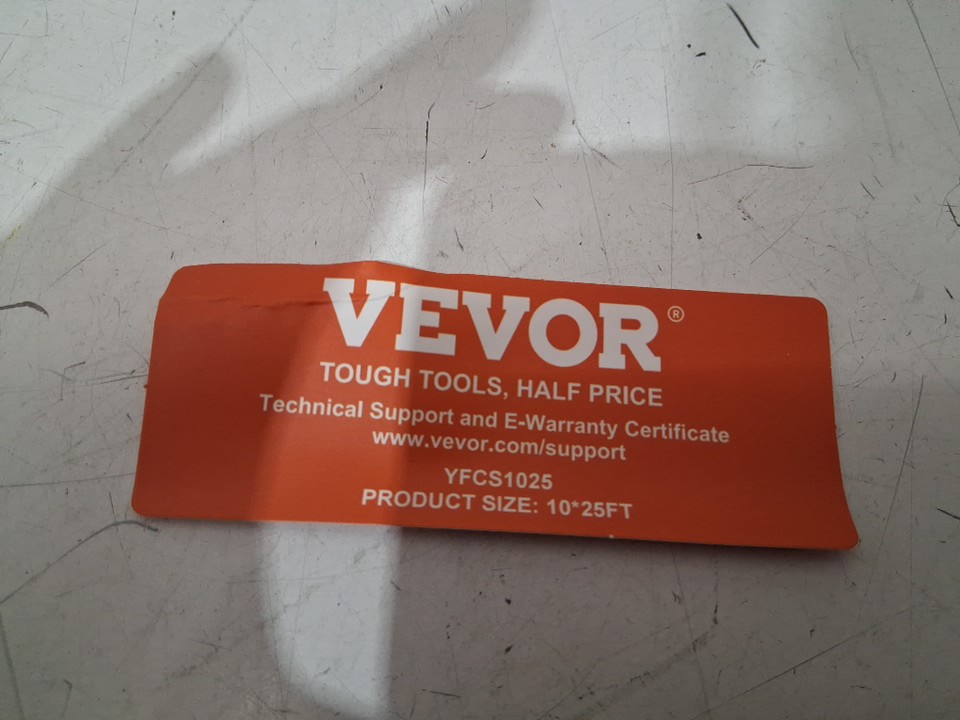 VEVOR®
TOUGH TOOLS, HALF PRICE
Technical Support and E-Warranty Certificate
www.vevor.com/support
YFCS1025
PRODUCT SIZE: 10*25FT